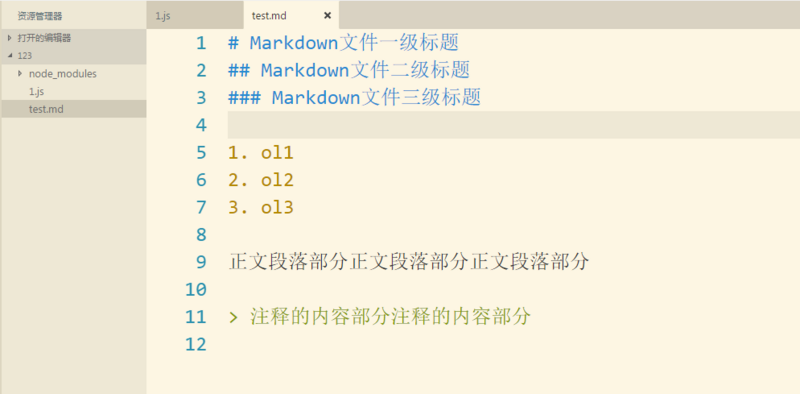 资源管理器
打开的编辑器
123
node_modules
1.js
test.md
1.js
test.md ×
1 # Markdown文件一级标题
2 ## Markdown文件二级标题
3 ### Markdown文件三级标题
4
5 1. ol1
6 2. ol2
7 3. ol3
8
9 正文段落部分正文段落部分正文段落部分
10
11 > 注释的内容部分注释的内容部分
12